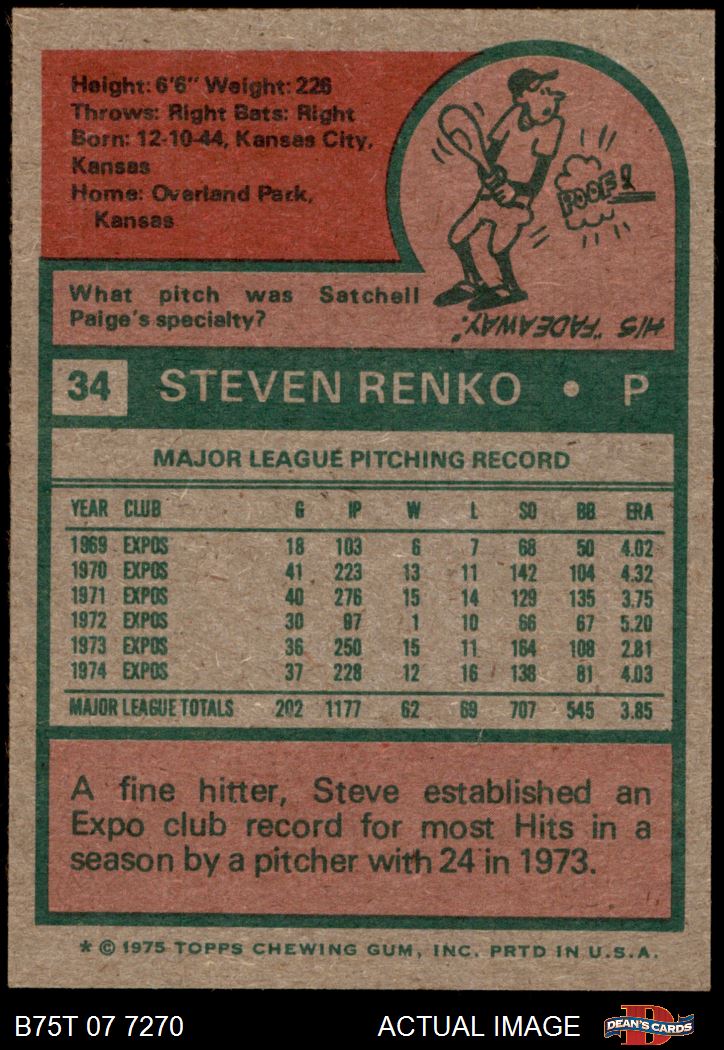 Height: 6'6" Weight: 226
Throws: Right Bats: Right
Born: 12-10-44, Kansas City,
Kansas
Home: Overland Park,
Kansas
POOF!
What pitch was Satchell
Paige's specialty?
HIS "FADEAWAY."
34 STEVEN RENKO • P
MAJOR LEAGUE PITCHING RECORD
YEAR CLUB G IP W L SO BB ERA
1969 EXPOS 18 103 6 7 68 50 4.02
1970 EXPOS 41 223 13 11 142 104 4.32
1971 EXPOS 40 276 15 14 129 135 3.75
1972 EXPOS 30 97 1 10 66 67 5.20
1973 EXPOS 36 250 15 11 164 108 2.81
1974 EXPOS 37 228 12 16 138 81 4.03
MAJOR LEAGUE TOTALS 202 1177 62 69 707 545 3.85
A fine hitter, Steve established an
Expo club record for most Hits in a
season by a pitcher with 24 in 1973.
* © 1975 TOPPS CHEWING GUM, INC. PRTD IN U.S.A.
B75T 07 7270 ACTUAL IMAGE DEAN'S CARDS